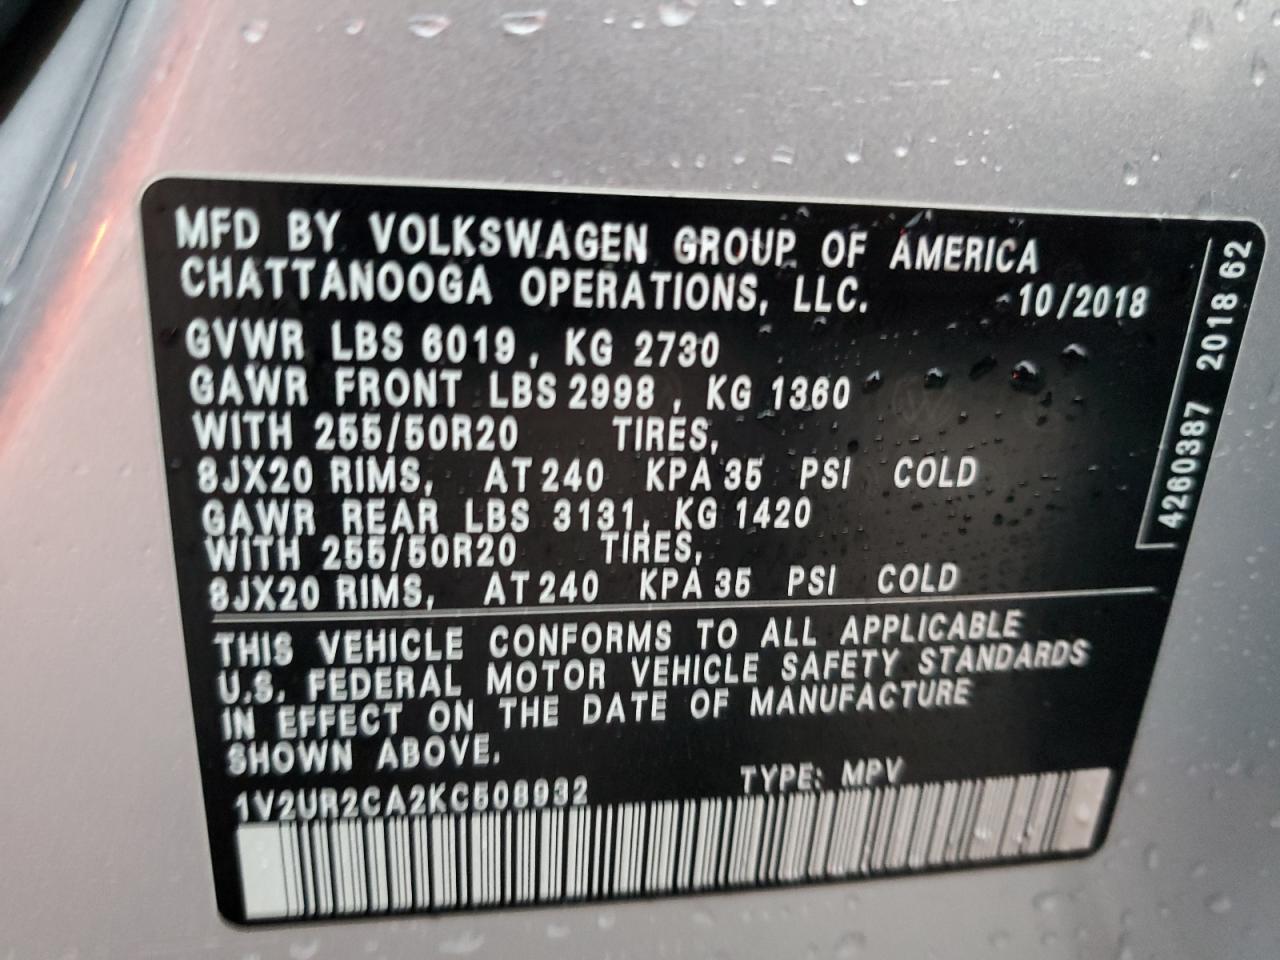 MFD BY VOLKSWAGEN GROUP OF AMERICA
CHATTANOOGA OPERATIONS, LLC. 10/2018
GVWR LBS 6019, KG 2730
GAWR FRONT LBS 2998, KG 1360
WITH 255/50R20 TIRES,
8JX20 RIMS, AT 240 KPA 35 PSI COLD
GAWR REAR LBS 3131, KG 1420
WITH 255/50R20 TIRES,
8JX20 RIMS, AT 240 KPA 35 PSI COLD
THIS VEHICLE CONFORMS TO ALL APPLICABLE
U.S. FEDERAL MOTOR VEHICLE SAFETY STANDARDS
IN EFFECT ON THE DATE OF MANUFACTURE
SHOWN ABOVE.
1V2UR2CA2KC508932 TYPE: MPV
4260387 2018 62